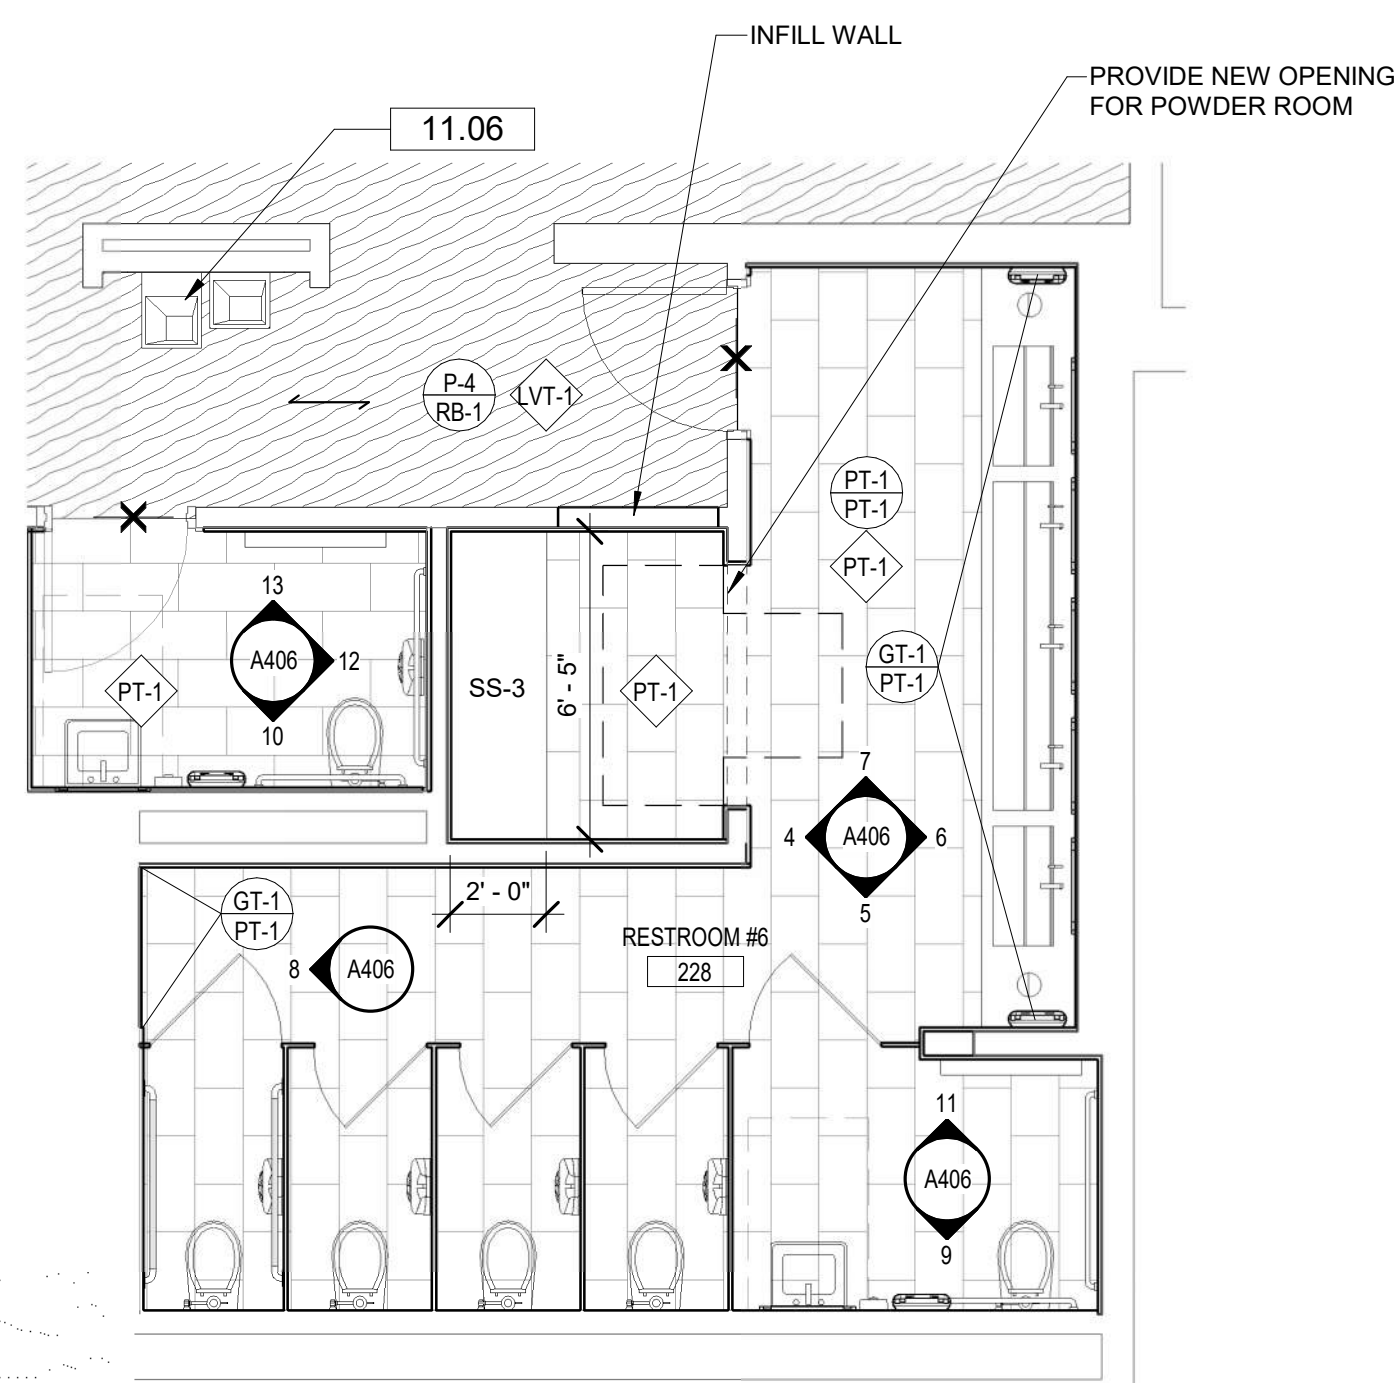 INFILL WALL
PROVIDE NEW OPENING
FOR POWDER ROOM
11.06
P-4
RB-1
LVT-1
PT-1
PT-1
PT-1
13
A406
12
10
PT-1
SS-3
6' - 5"
PT-1
GT-1
PT-1
7
4
A406
6
5
GT-1
PT-1
2' - 0"
8
A406
RESTROOM #6
228
11
A406
9